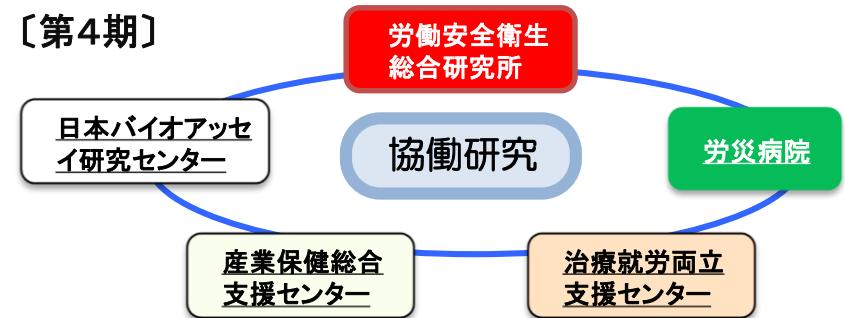 〔第4期〕
労働安全衛生
総合研究所
日本バイオアッセ
イ研究センター
協働研究
労災病院
産業保健総合
支援センター
治療就労両立
支援センター